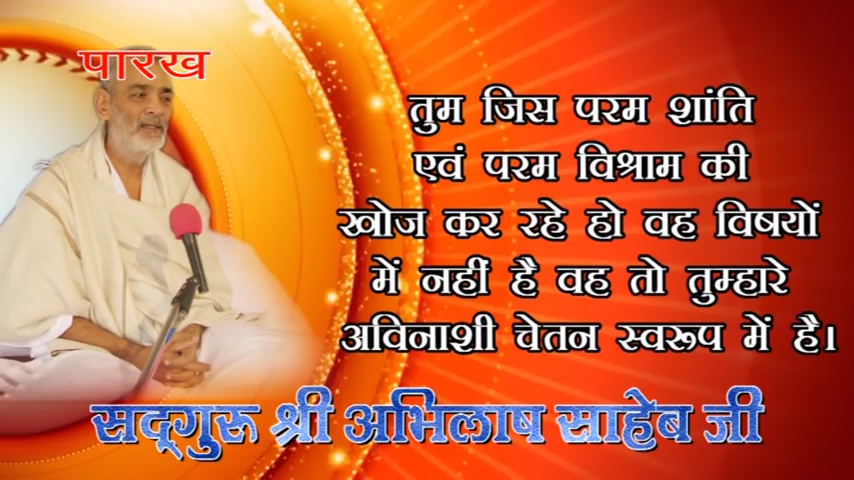 पारख
तुम जिस परम शांति
एवं परम विश्राम की
खोज कर रहे हो वह विषयों
में नहीं है वह तो तुम्हारे
अविनाशी चेतन स्वरूप में है।
सद्गुरु श्री अभिलाष साहेब जी